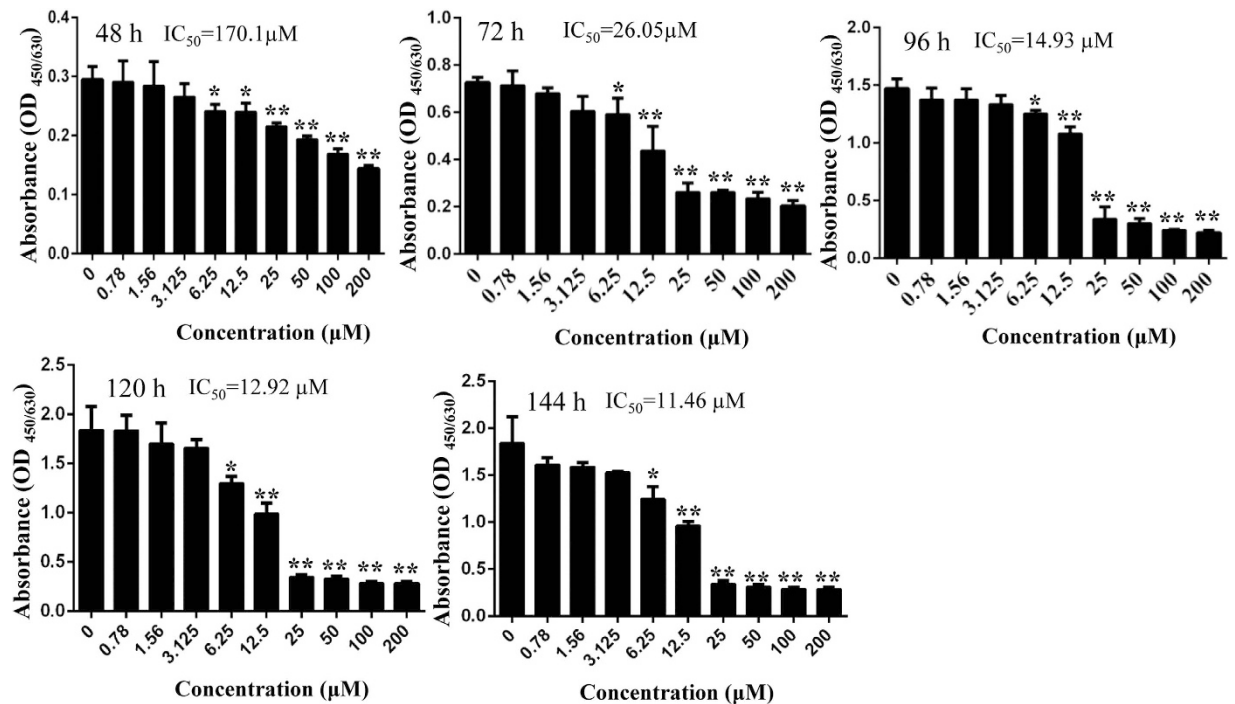 48 h IC50=170.1μM
Absorbance (OD 450/630)
0.4
0.3
0.2
0.1
0.0
0 0.78 1.56 3.125 6.25 12.5 25 50 100 200
* * ** ** ** **
Concentration (μM)
72 h IC50=26.05μM
Absorbance (OD 450/630)
1.0
0.8
0.6
0.4
0.2
0.0
0 0.78 1.56 3.125 6.25 12.5 25 50 100 200
* ** ** ** ** **
Concentration (μM)
96 h IC50=14.93 μM
Absorbance (OD 450/630)
2.0
1.5
1.0
0.5
0.0
0 0.78 1.56 3.125 6.25 12.5 25 50 100 200
* ** ** ** ** **
Concentration (μM)
120 h IC50=12.92 μM
Absorbance (OD 450/630)
2.5
2.0
1.5
1.0
0.5
0.0
0 0.78 1.56 3.125 6.25 12.5 25 50 100 200
* ** ** ** ** **
Concentration (μM)
144 h IC50=11.46 μM
Absorbance (OD 450/630)
2.5
2.0
1.5
1.0
0.5
0.0
0 0.78 1.56 3.125 6.25 12.5 25 50 100 200
* ** ** ** ** **
Concentration (μM)